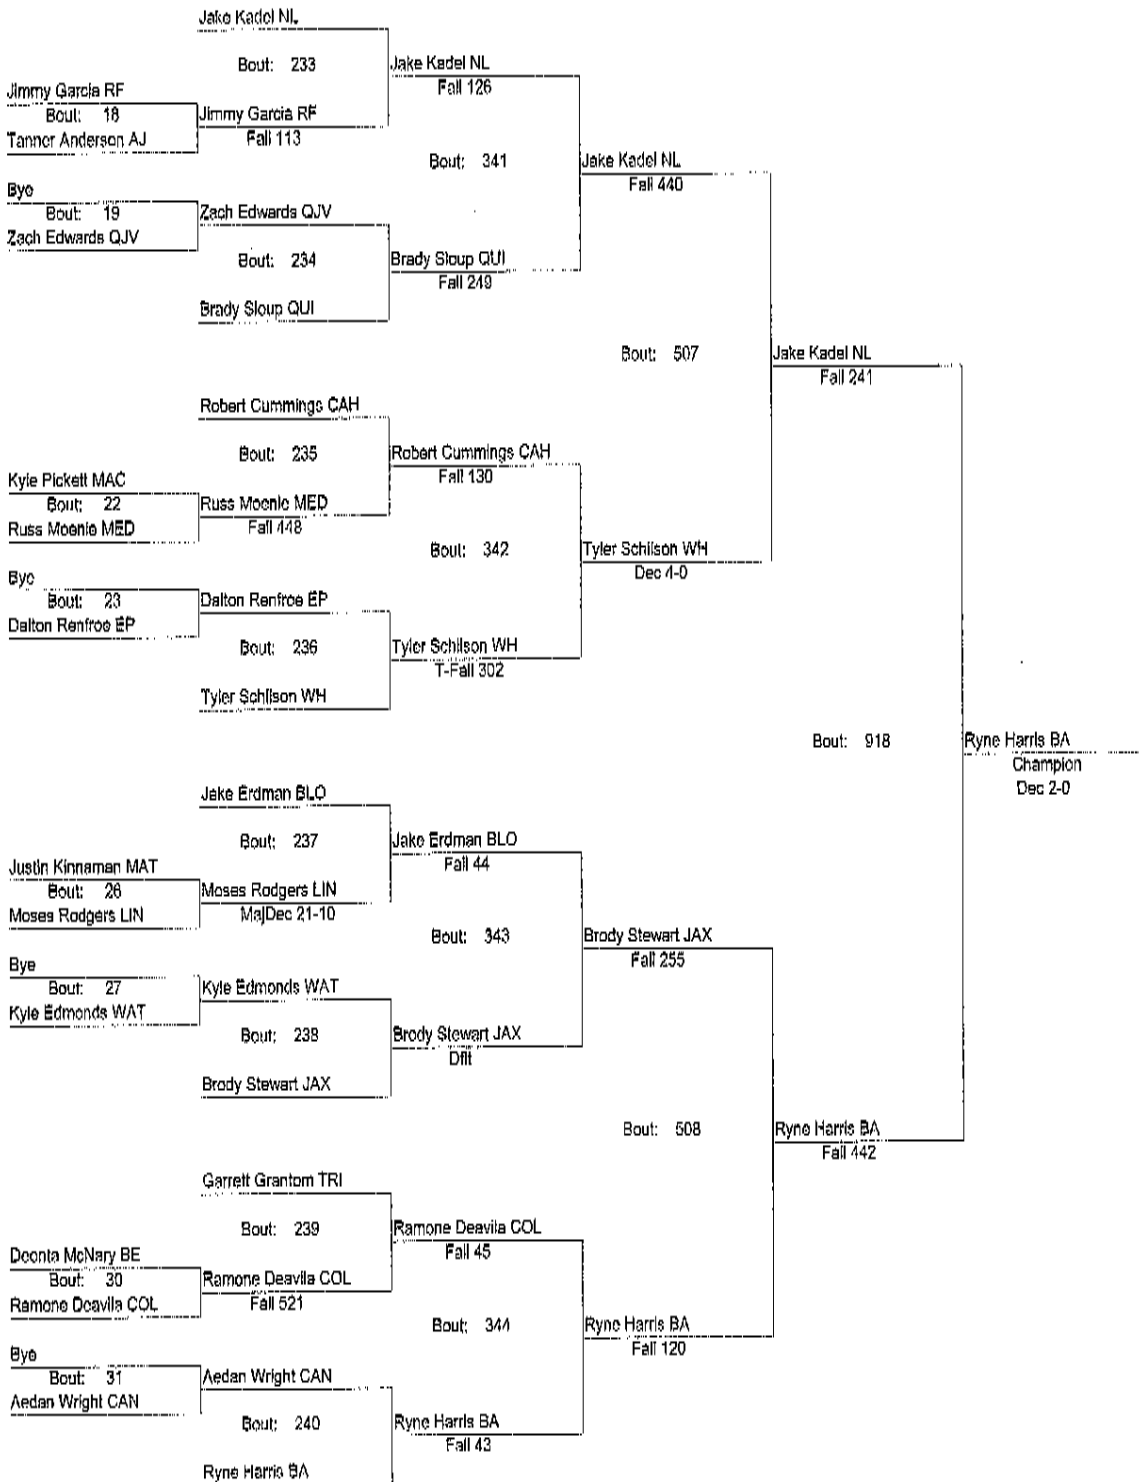 Jake Kadel NL
Bout: 233
Jake Kadel NL
Fall 126
Jimmy Garcia RF
Bout: 18
Jimmy Garcia RF
Fall 113
Tanner Anderson AJ
Bout: 341
Jake Kadel NL
Fall 440
Bye
Bout: 19
Zach Edwards QJV
Zach Edwards QJV
Bout: 234
Brady Sloup QUI
Fall 249
Brady Sloup QUI
Bout: 507
Jake Kadel NL
Fall 241
Robert Cummings CAH
Bout: 235
Robert Cummings CAH
Fall 130
Kyle Pickett MAC
Bout: 22
Russ Moenie MED
Fall 448
Russ Moenie MED
Bout: 342
Tyler Schilson WH
Dec 4-0
Bye
Bout: 23
Dalton Renfroe EP
Dalton Renfroe EP
Bout: 236
Tyler Schilson WH
T-Fall 302
Tyler Schilson WH
Bout: 918
Ryne Harris BA
Champion
Dec 2-0
Jake Erdman BLO
Bout: 237
Jake Erdman BLO
Fall 44
Justin Kinnaman MAT
Bout: 26
Moses Rodgers LIN
MajDec 21-10
Moses Rodgers LIN
Bout: 343
Brody Stewart JAX
Fall 255
Bye
Bout: 27
Kyle Edmonds WAT
Kyle Edmonds WAT
Bout: 238
Brody Stewart JAX
Dflt
Brody Stewart JAX
Bout: 508
Ryne Harris BA
Fall 442
Garrett Grantom TRI
Bout: 239
Ramone Deavila COL
Fall 45
Deonta McNary BE
Bout: 30
Ramone Deavila COL
Fall 521
Ramone Deavila COL
Bout: 344
Ryne Harris BA
Fall 120
Bye
Bout: 31
Aedan Wright CAN
Aedan Wright CAN
Bout: 240
Ryne Harris BA
Fall 43
Ryne Harris BA